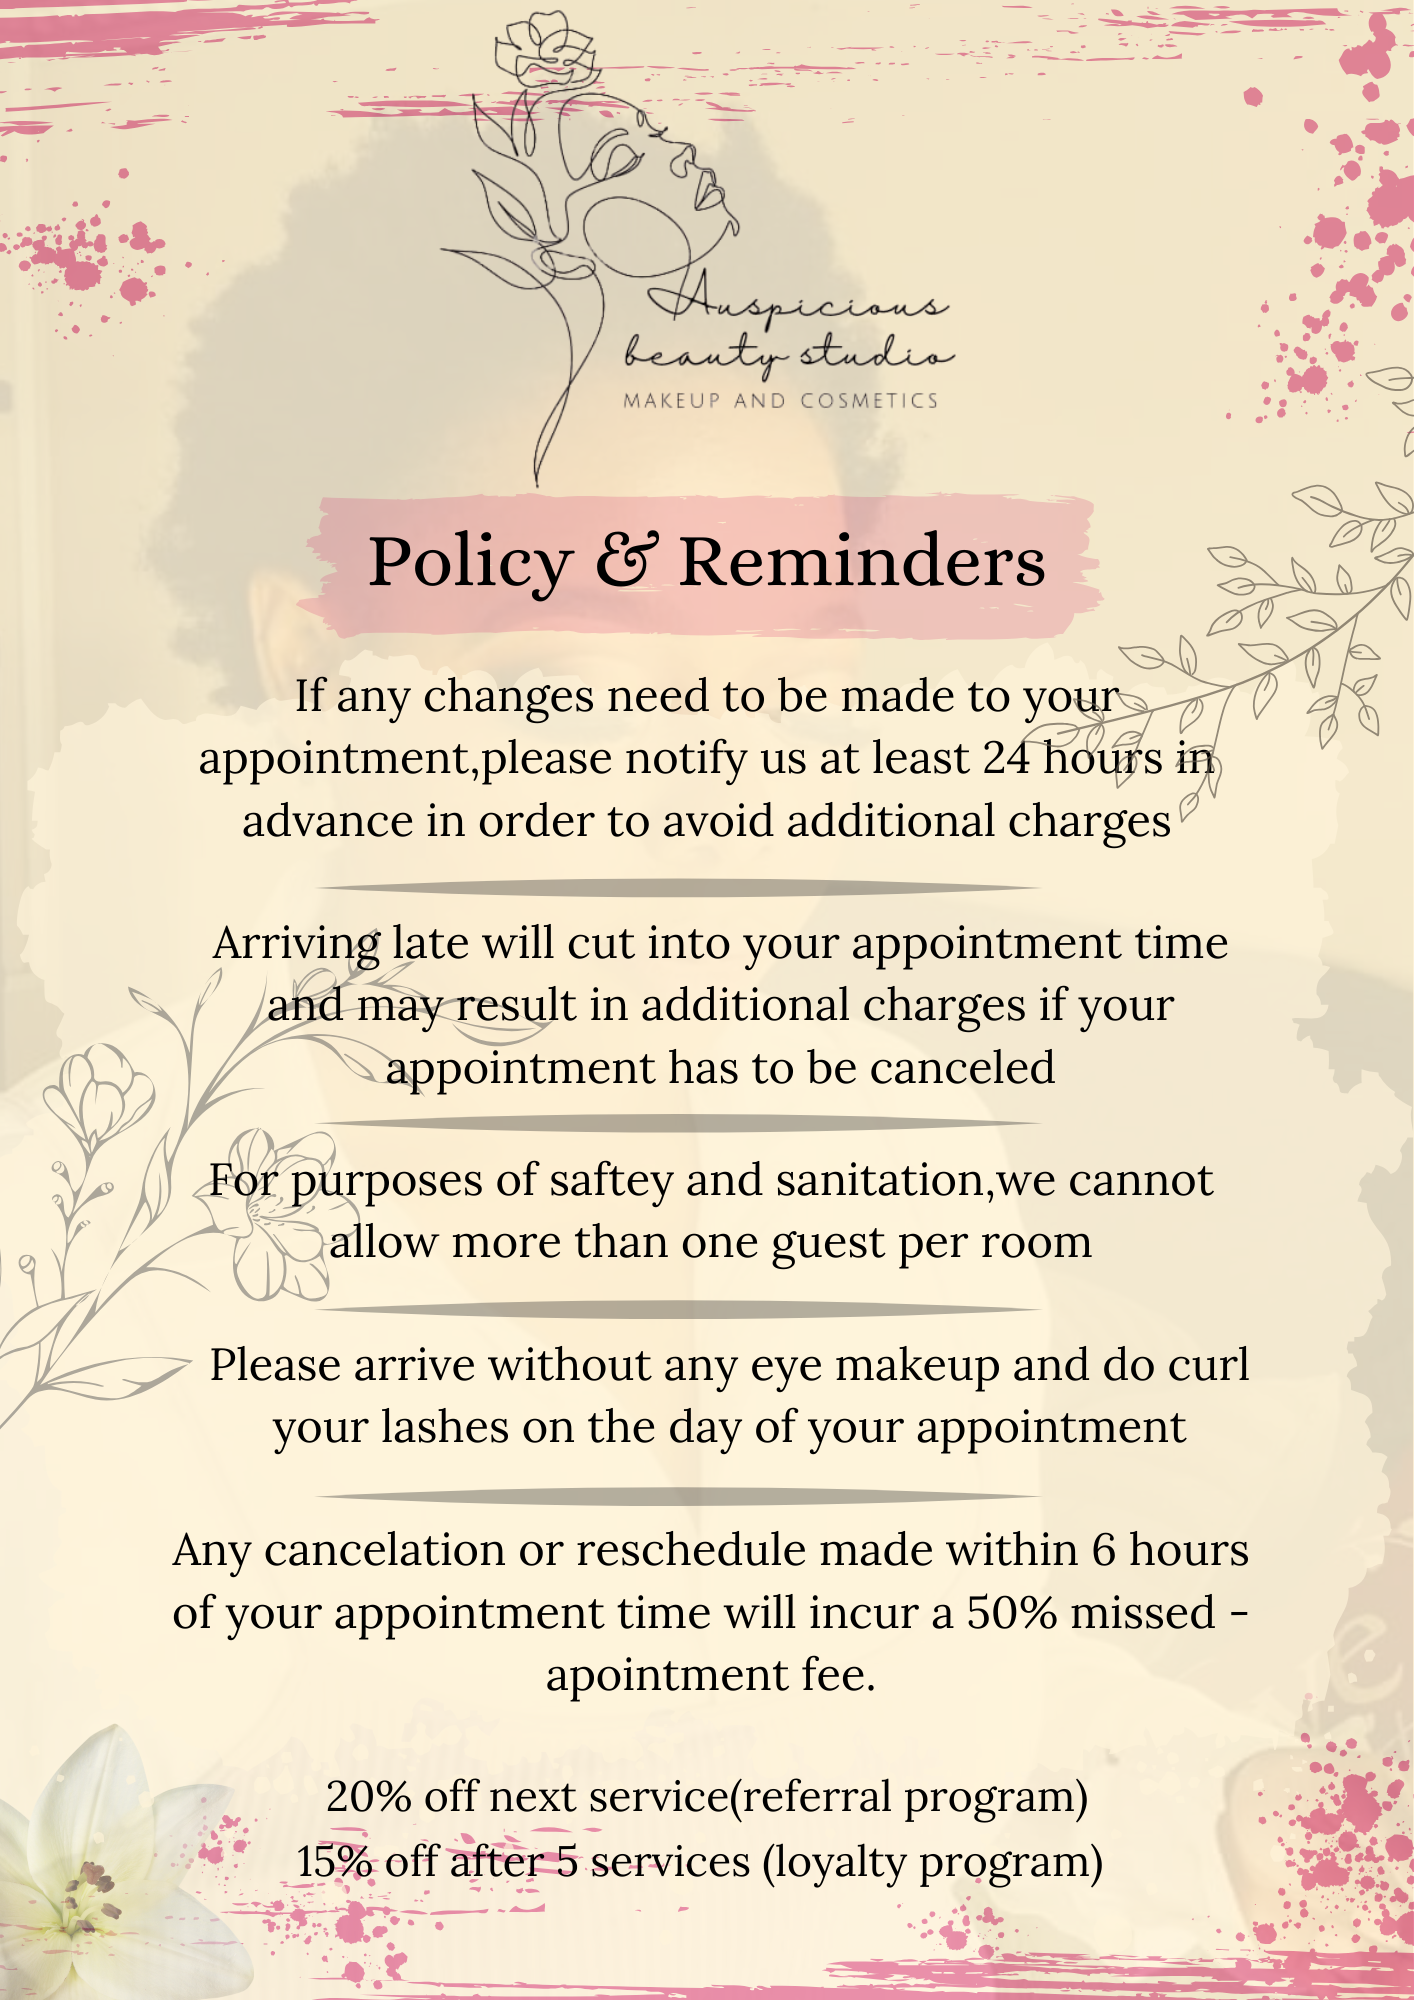 Auspicious
beauty studio
MAKEUP AND COSMETICS
Policy & Reminders
If any changes need to be made to your
appointment,please notify us at least 24 hours in
advance in order to avoid additional charges
Arriving late will cut into your appointment time
and may result in additional charges if your
appointment has to be canceled
For purposes of saftey and sanitation,we cannot
allow more than one guest per room
Please arrive without any eye makeup and do curl
your lashes on the day of your appointment
Any cancelation or reschedule made within 6 hours
of your appointment time will incur a 50% missed -
apointment fee.
20% off next service(referral program)
15% off after 5 services (loyalty program)